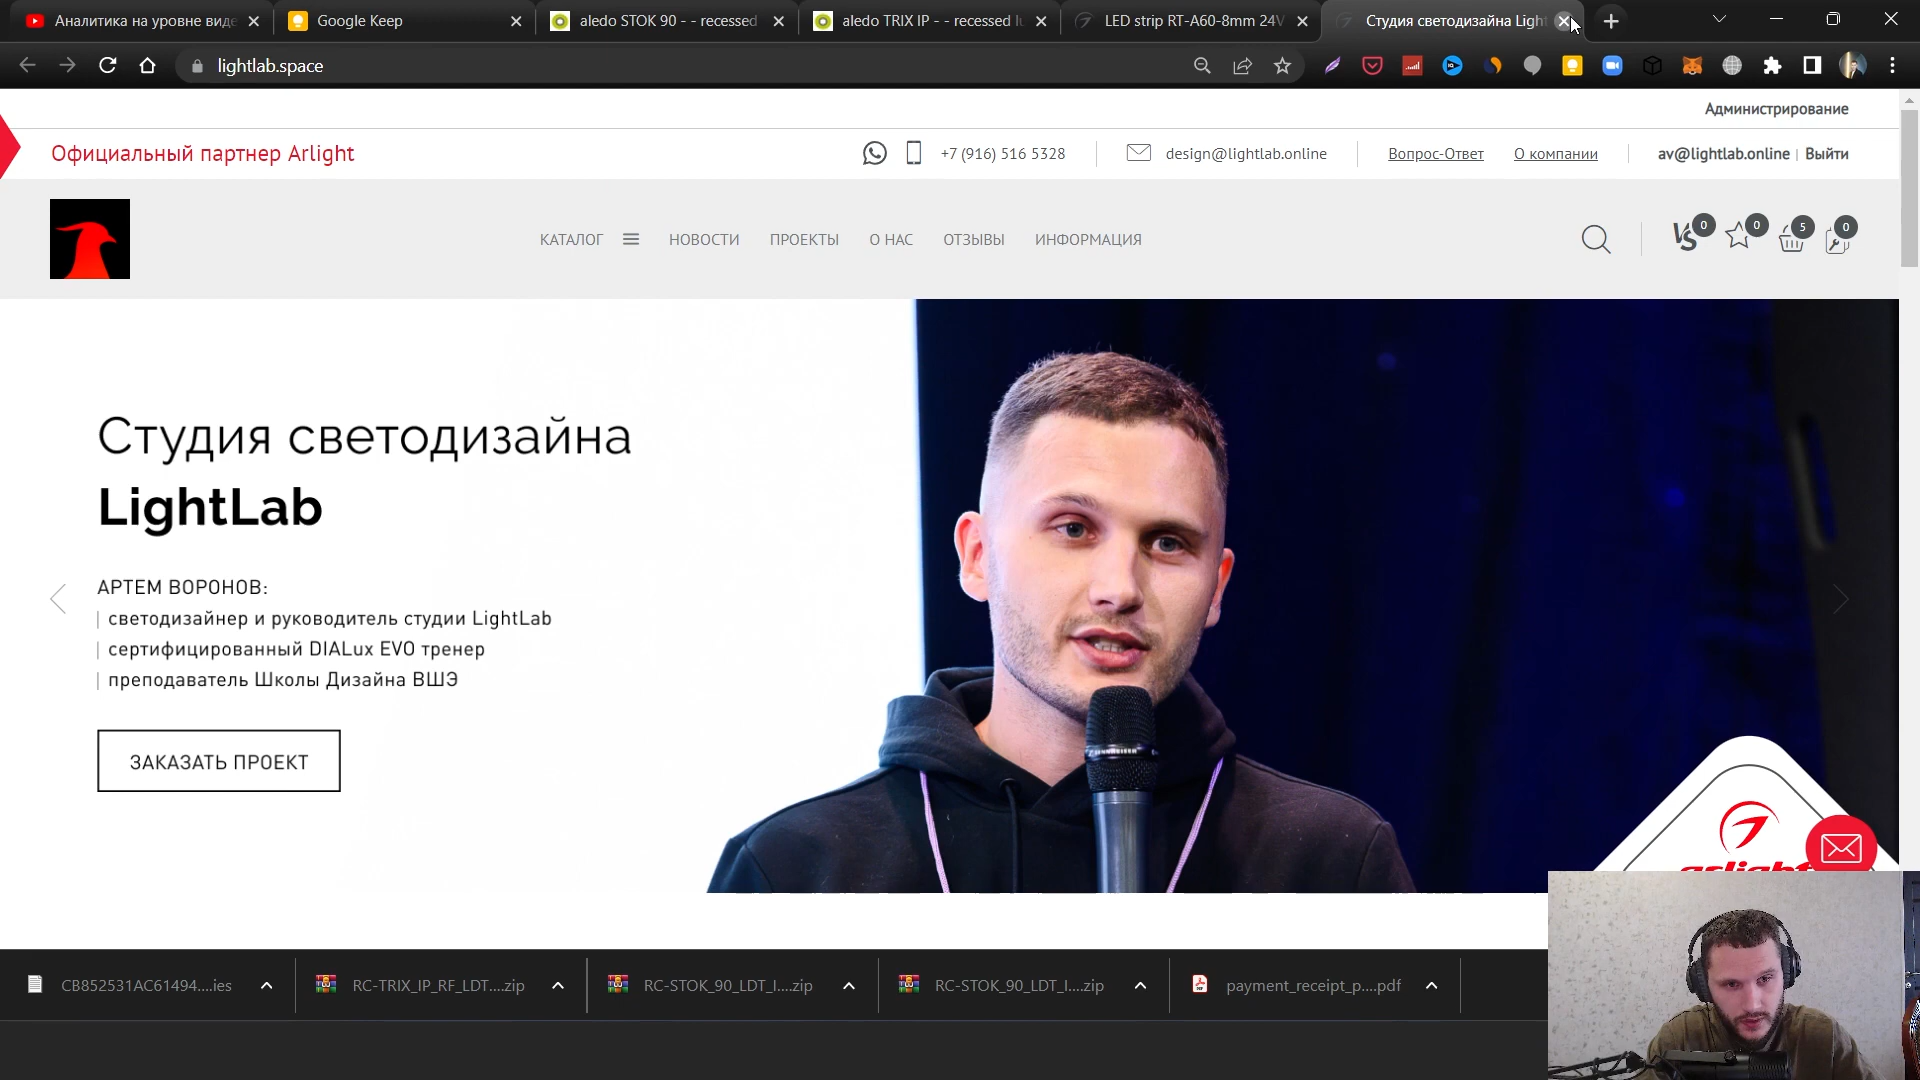 Аналитика на уровне виде
Google Keep
aledo STOK 90 - - recessed
aledo TRIX IP - - recessed lu
LED strip RT-A60-8mm 24V
Студия светодизайна Light
lightlab.space
Администрирование
Официальный партнер Arlight
+7 (916) 516 5328
design@lightlab.online
Вопрос-Ответ
О компании
av@lightlab.online | Выйти
КАТАЛОГ
НОВОСТИ
ПРОЕКТЫ
О НАС
ОТЗЫВЫ
ИНФОРМАЦИЯ
VS 0
0
5
0
Студия светодизайна
LightLab
АРТЕМ ВОРОНОВ:
| светодизайнер и руководитель студии LightLab
| сертифицированный DIALux EVO тренер
| преподаватель Школы Дизайна ВШЭ
ЗАКАЗАТЬ ПРОЕКТ
arlight
CB852531AC61494....ies
RC-TRIX_IP_RF_LDT....zip
RC-STOK_90_LDT_I....zip
RC-STOK_90_LDT_I....zip
payment_receipt_p....pdf